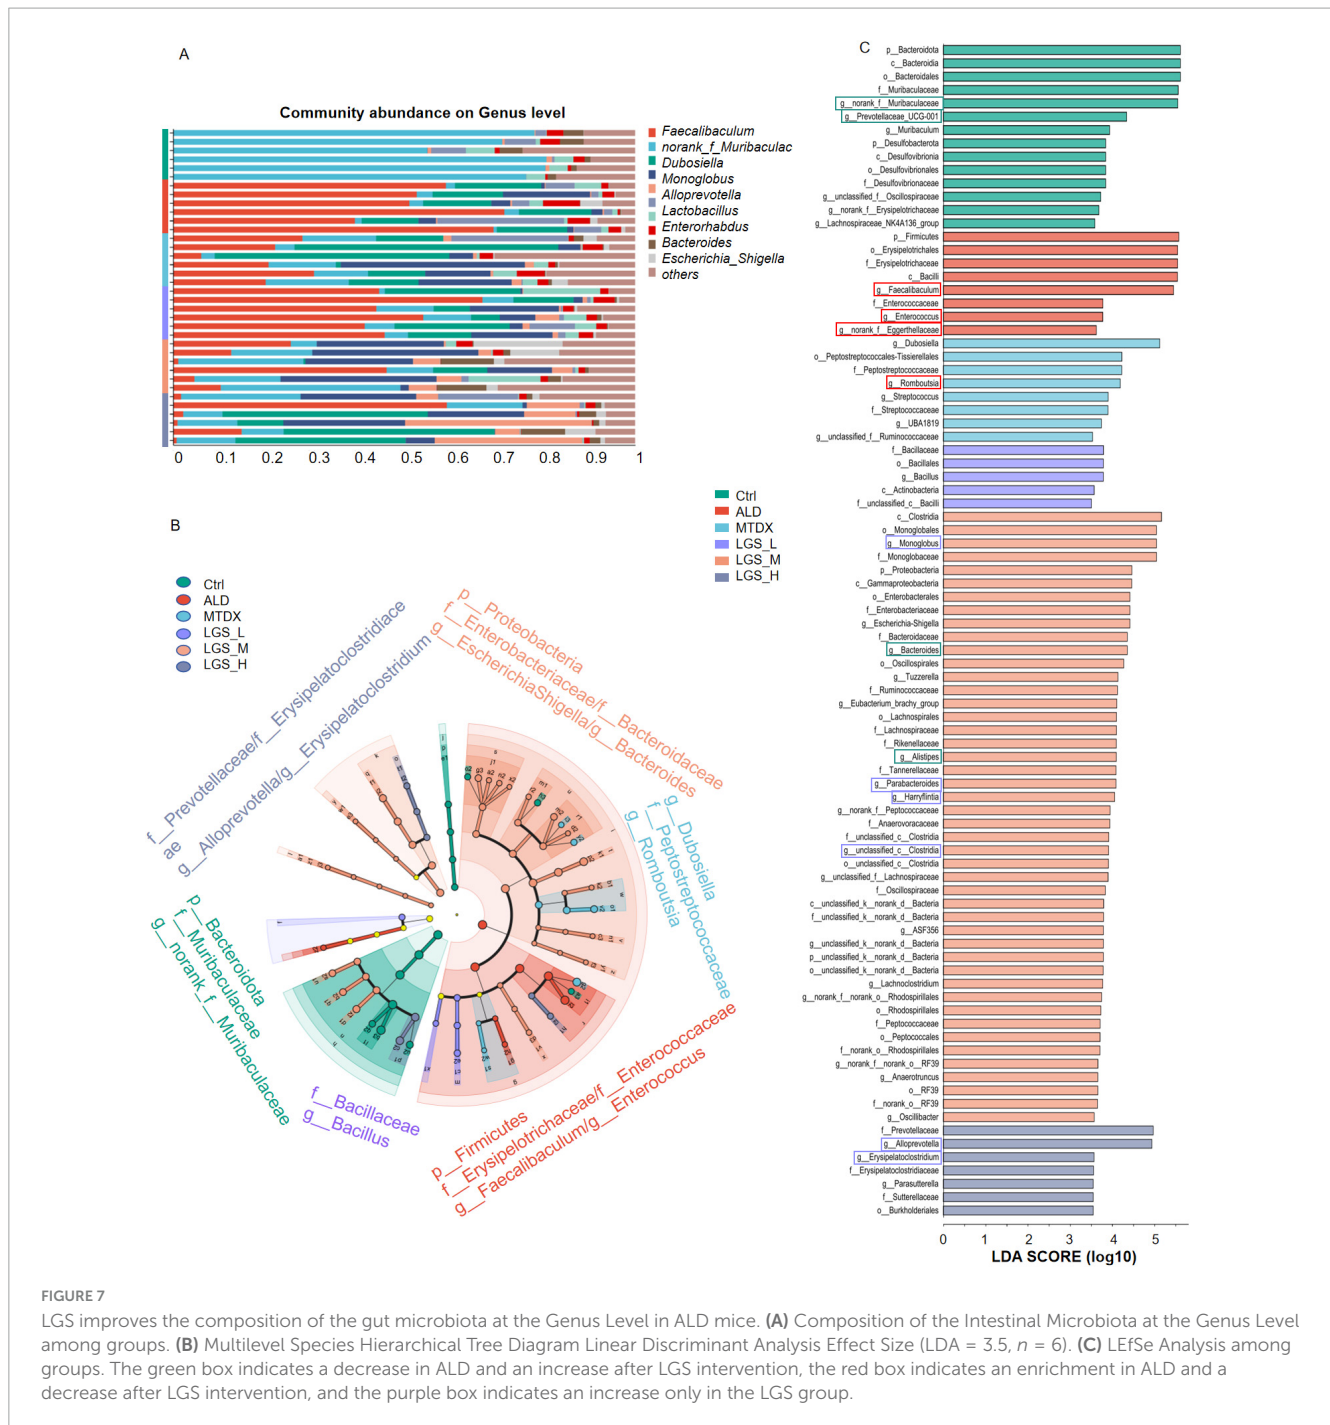 A
Community abundance on Genus level
Faecalibaculum
norank_f_Muribaculac
Dubosiella
Monoglobus
Alloprevotella
Lactobacillus
Enterorhabdus
Bacteroides
Escherichia_Shigella
others
0 0.1 0.2 0.3 0.4 0.5 0.6 0.7 0.8 0.9 1
Ctrl
ALD
MTDX
LGS_L
LGS_M
LGS_H
B
Ctrl
ALD
MTDX
LGS_L
LGS_M
LGS_H
f__Prevotellaceae/f__Erysipelatoclostridiace
ae
g__Alloprevotella/g__Erysipelatoclostridium
p__Proteobacteria
f__Enterobacteriaceae/f__Bacteroidaceae
g__EscherichiaShigella/g__Bacteroides
g__Dubosiella
f__Peptostreptococcaceae
g__Romboutsia
p__Bacteroidota
f__Muribaculaceae
g__norank_f__Muribaculaceae
f__Bacillaceae
g__Bacillus
p__Firmicutes
f__Erysipelotrichaceae/f__Enterococcaceae
g__Faecalibaculum/g__Enterococcus
C
p__Bacteroidota
c__Bacteroidia
o__Bacteroidales
f__Muribaculaceae
g__norank_f__Muribaculaceae
g__Prevotellaceae_UCG-001
g__Muribaculum
p__Desulfobacterota
c__Desulfovibrionia
o__Desulfovibrionales
f__Desulfovibrionaceae
g__unclassified_f__Oscillospiraceae
g__norank_f__Erysipelotrichaceae
g__Lachnospiraceae_NK4A136_group
p__Firmicutes
o__Erysipelotrichales
f__Erysipelotrichaceae
c__Bacilli
g__Faecalibaculum
f__Enterococcaceae
g__Enterococcus
g__norank_f__Eggerthellaceae
g__Dubosiella
o__Peptostreptococcales-Tissierellales
f__Peptostreptococcaceae
g__Romboutsia
g__Streptococcus
f__Streptococcaceae
g__UBA1819
g__unclassified_f__Ruminococcaceae
f__Bacillaceae
o__Bacillales
g__Bacillus
c__Actinobacteria
f__unclassified_c__Bacilli
c__Clostridia
o__Monoglobales
g__Monoglobus
f__Monoglobaceae
p__Proteobacteria
c__Gammaproteobacteria
o__Enterobacterales
f__Enterobacteriaceae
g__Escherichia-Shigella
f__Bacteroidaceae
g__Bacteroides
o__Oscillospirales
g__Tuzzerella
f__Ruminococcaceae
g__Eubacterium_brachy_group
o__Lachnospirales
f__Lachnospiraceae
f__Rikenellaceae
g__Alistipes
f__Tannerellaceae
g__Parabacteroides
g__Harryflintia
g__norank_f__Peptococcaceae
f__Anaerovoracaceae
f__unclassified_c__Clostridia
g__unclassified_c__Clostridia
o__unclassified_c__Clostridia
g__unclassified_f__Lachnospiraceae
f__Oscillospiraceae
c__unclassified_k__norank_d__Bacteria
f__unclassified_k__norank_d__Bacteria
g__ASF356
g__unclassified_k__norank_d__Bacteria
p__unclassified_k__norank_d__Bacteria
o__unclassified_k__norank_d__Bacteria
g__Lachnoclostridium
g__norank_f__norank_o__Rhodospirillales
o__Rhodospirillales
f__Peptococcaceae
o__Peptococcales
f__norank_o__Rhodospirillales
g__norank_f__norank_o__RF39
g__Anaerotruncus
o__RF39
f__norank_o__RF39
g__Oscillibacter
f__Prevotellaceae
g__Alloprevotella
g__Erysipelatoclostridium
f__Erysipelatoclostridiaceae
g__Parasutterella
f__Sutterellaceae
o__Burkholderiales
0 1 2 3 4 5
LDA SCORE (log10)
FIGURE 7
LGS improves the composition of the gut microbiota at the Genus Level in ALD mice. (A) Composition of the Intestinal Microbiota at the Genus Level
among groups. (B) Multilevel Species Hierarchical Tree Diagram Linear Discriminant Analysis Effect Size (LDA = 3.5, n = 6). (C) LEfSe Analysis among
groups. The green box indicates a decrease in ALD and an increase after LGS intervention, the red box indicates an enrichment in ALD and a
decrease after LGS intervention, and the purple box indicates an increase only in the LGS group.